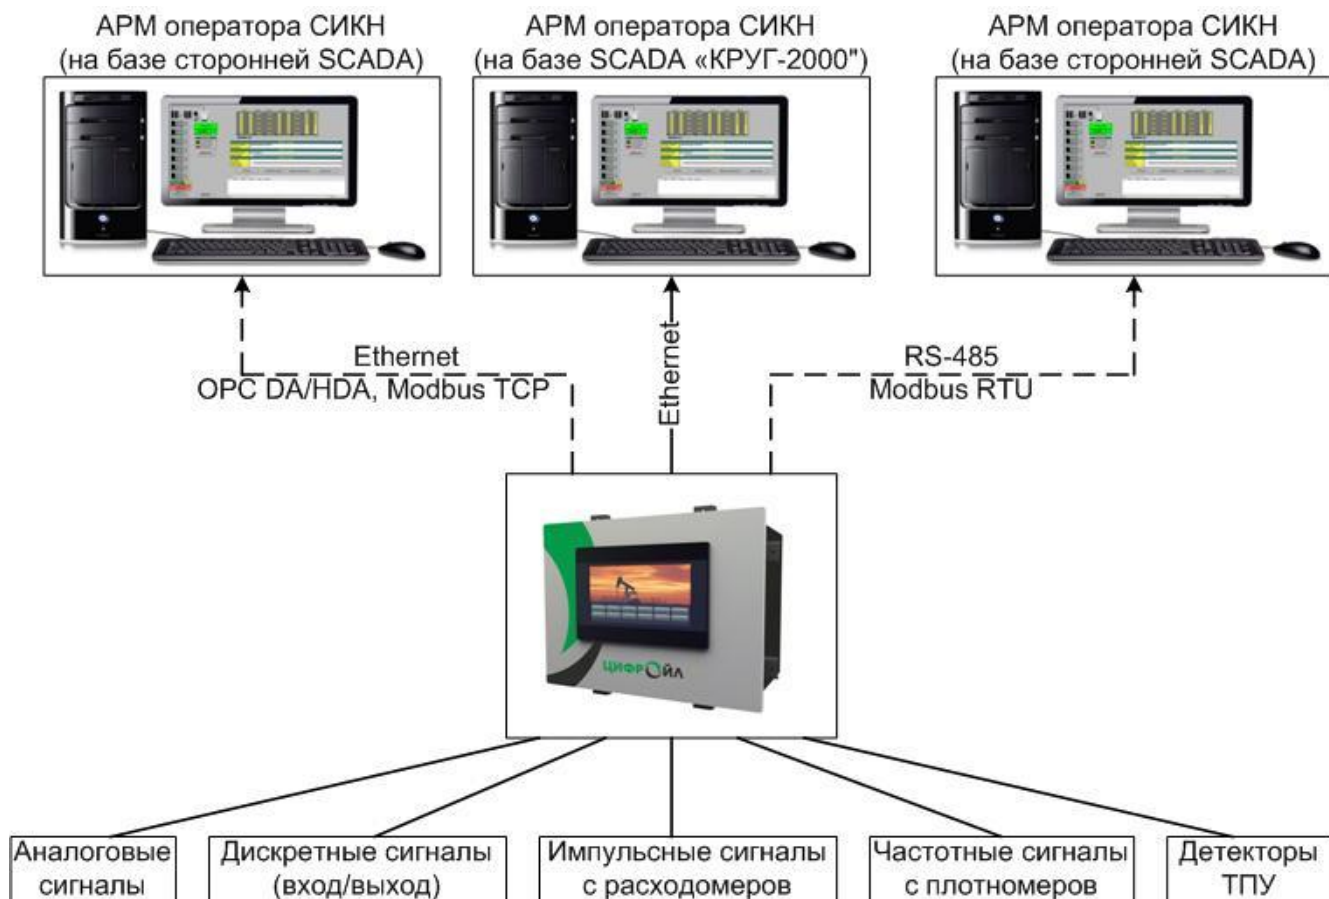 АРМ оператора СИКН
(на базе сторонней SCADA)
АРМ оператора СИКН
(на базе SCADA «КРУГ-2000")
АРМ оператора СИКН
(на базе сторонней SCADA)
Ethernet
OPC DA/HDA, Modbus TCP
Ethernet
RS-485
Modbus RTU
ЦИФРОЙЛ
Аналоговые
сигналы
Дискретные сигналы
(вход/выход)
Импульсные сигналы
с расходомеров
Частотные сигналы
с плотномеров
Детекторы
ТПУ